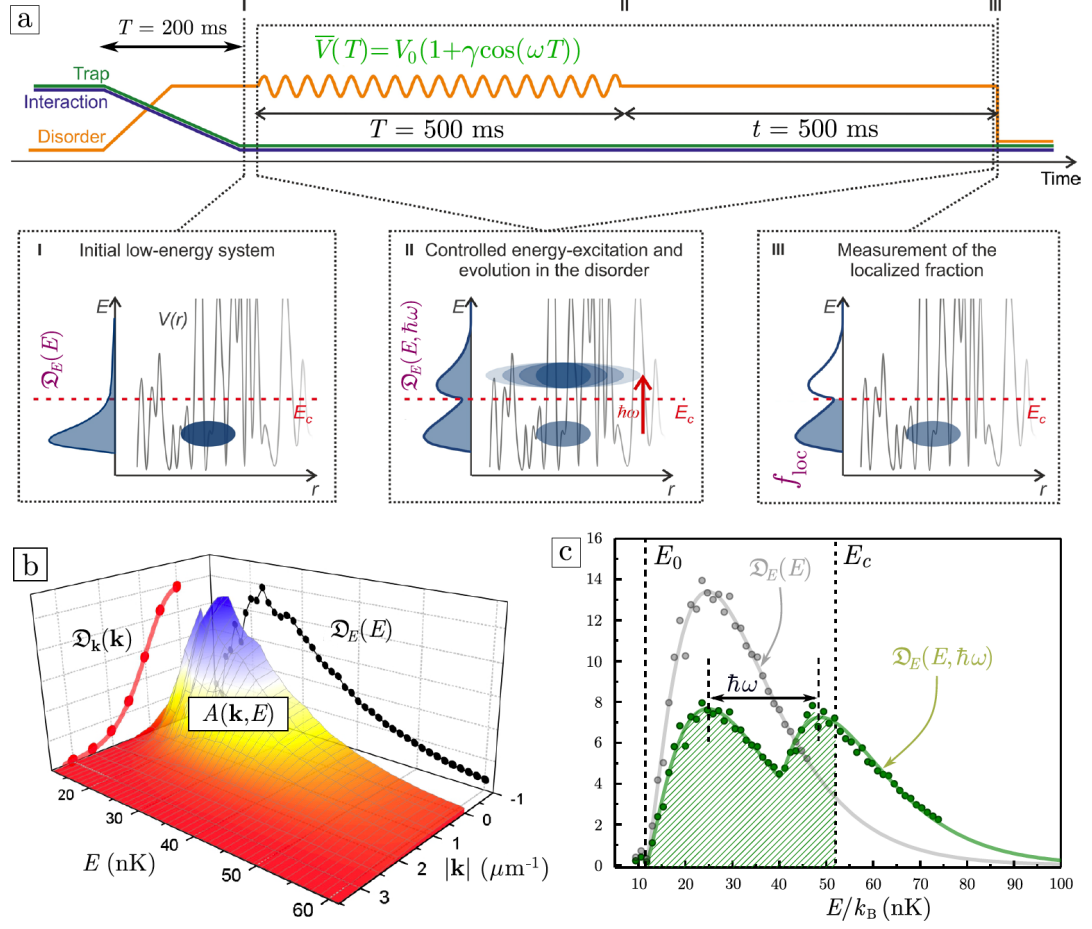 a
I
II
III
T = 200 ms
V̅(T)=V₀(1+γcos(ωT))
Trap
Interaction
Disorder
T = 500 ms
t = 500 ms
Time
I Initial low-energy system
E
V(r)
𝔇_E(E)
E_c
r
II Controlled energy-excitation and
evolution in the disorder
E
𝔇_E(E, ħω)
ħω
E_c
r
III Measurement of the
localized fraction
E
E_c
f_loc
r
b
𝔇_k(k)
𝔇_E(E)
A(k,E)
20
30
40
50
60
E (nK)
-1
0
1
2
3
|k| (μm⁻¹)
c
16
14
12
10
8
6
4
2
0
E₀
𝔇_E(E)
E_c
𝔇_E(E, ħω)
ħω
10 20 30 40 50 60 70 80 90 100
E/k_B (nK)